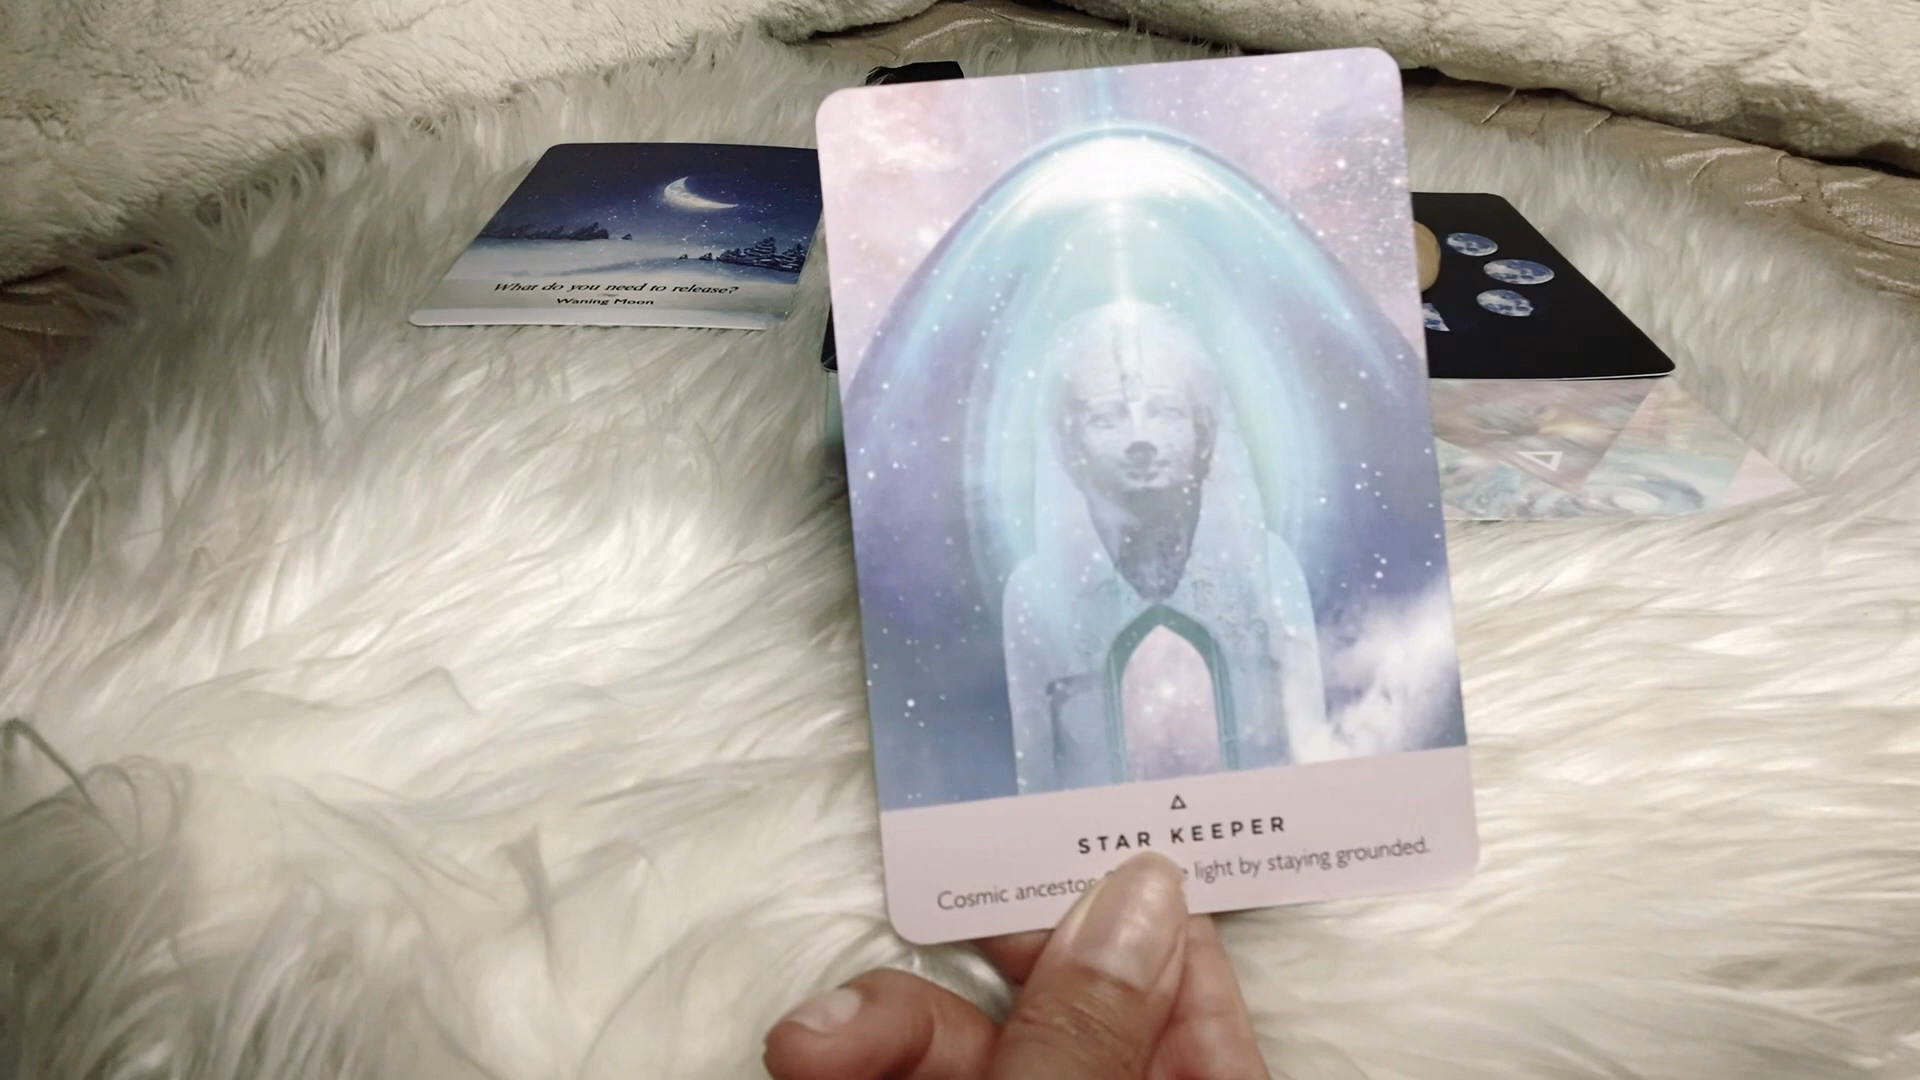 What do you need to release?
Waning Moon
STAR KEEPER
Cosmic ancestor light by staying grounded.